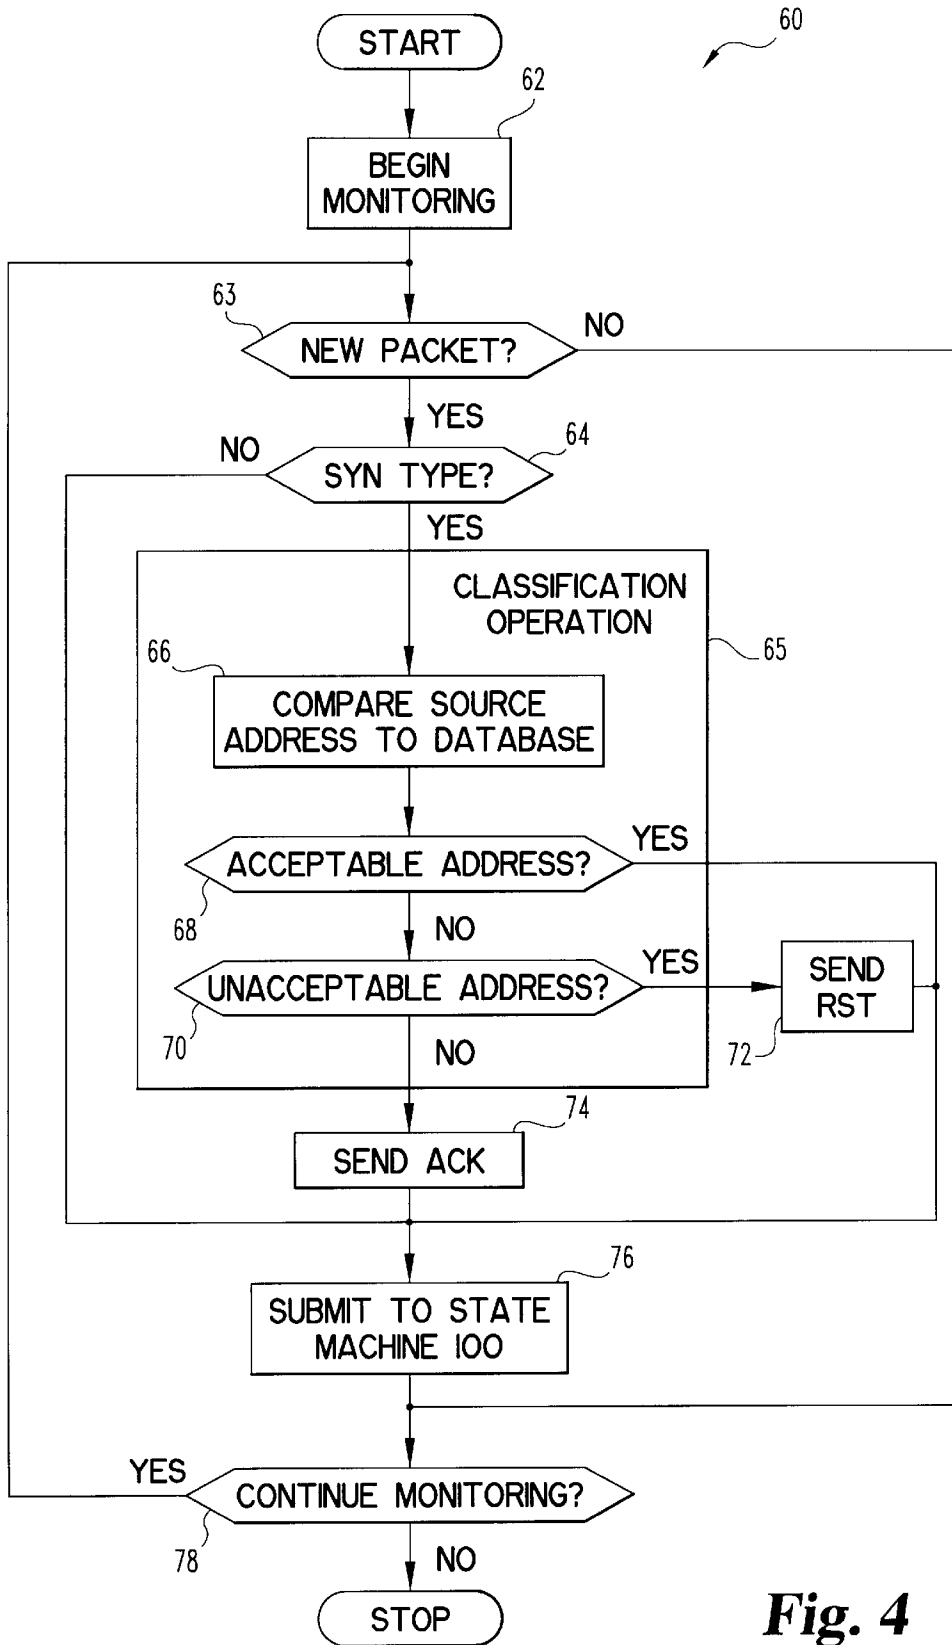 START
60
62
BEGIN
MONITORING
63
NEW PACKET?
NO
YES
64
NO
SYN TYPE?
YES
CLASSIFICATION
OPERATION
65
66
COMPARE SOURCE
ADDRESS TO DATABASE
YES
ACCEPTABLE ADDRESS?
68
NO
YES
UNACCEPTABLE ADDRESS?
SEND
RST
70
72
NO
74
SEND ACK
76
SUBMIT TO STATE
MACHINE 100
YES
CONTINUE MONITORING?
78
NO
STOP
Fig. 4